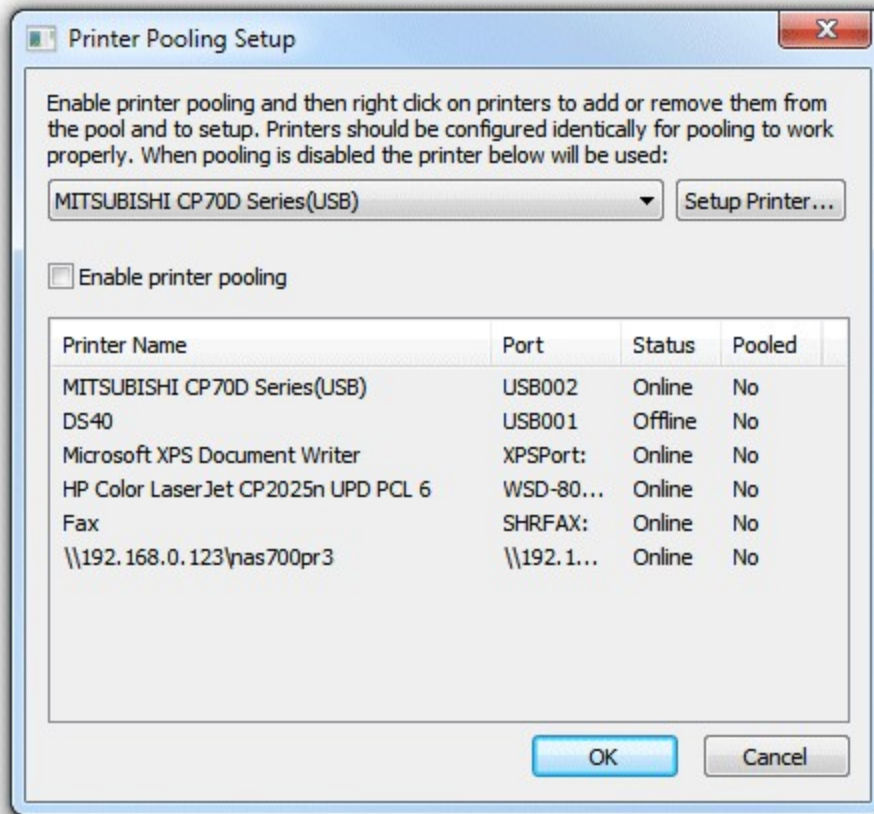 Printer Pooling Setup
Enable printer pooling and then right click on printers to add or remove them from
the pool and to setup. Printers should be configured identically for pooling to work
properly. When pooling is disabled the printer below will be used:
MITSUBISHI CP70D Series(USB) Setup Printer...
Enable printer pooling
Printer Name Port Status Pooled
MITSUBISHI CP70D Series(USB) USB002 Online No
DS40 USB001 Offline No
Microsoft XPS Document Writer XPSPort: Online No
HP Color LaserJet CP2025n UPD PCL 6 WSD-80... Online No
Fax SHRFAX: Online No
\\192.168.0.123\nas700pr3 \\192.1... Online No
OK Cancel